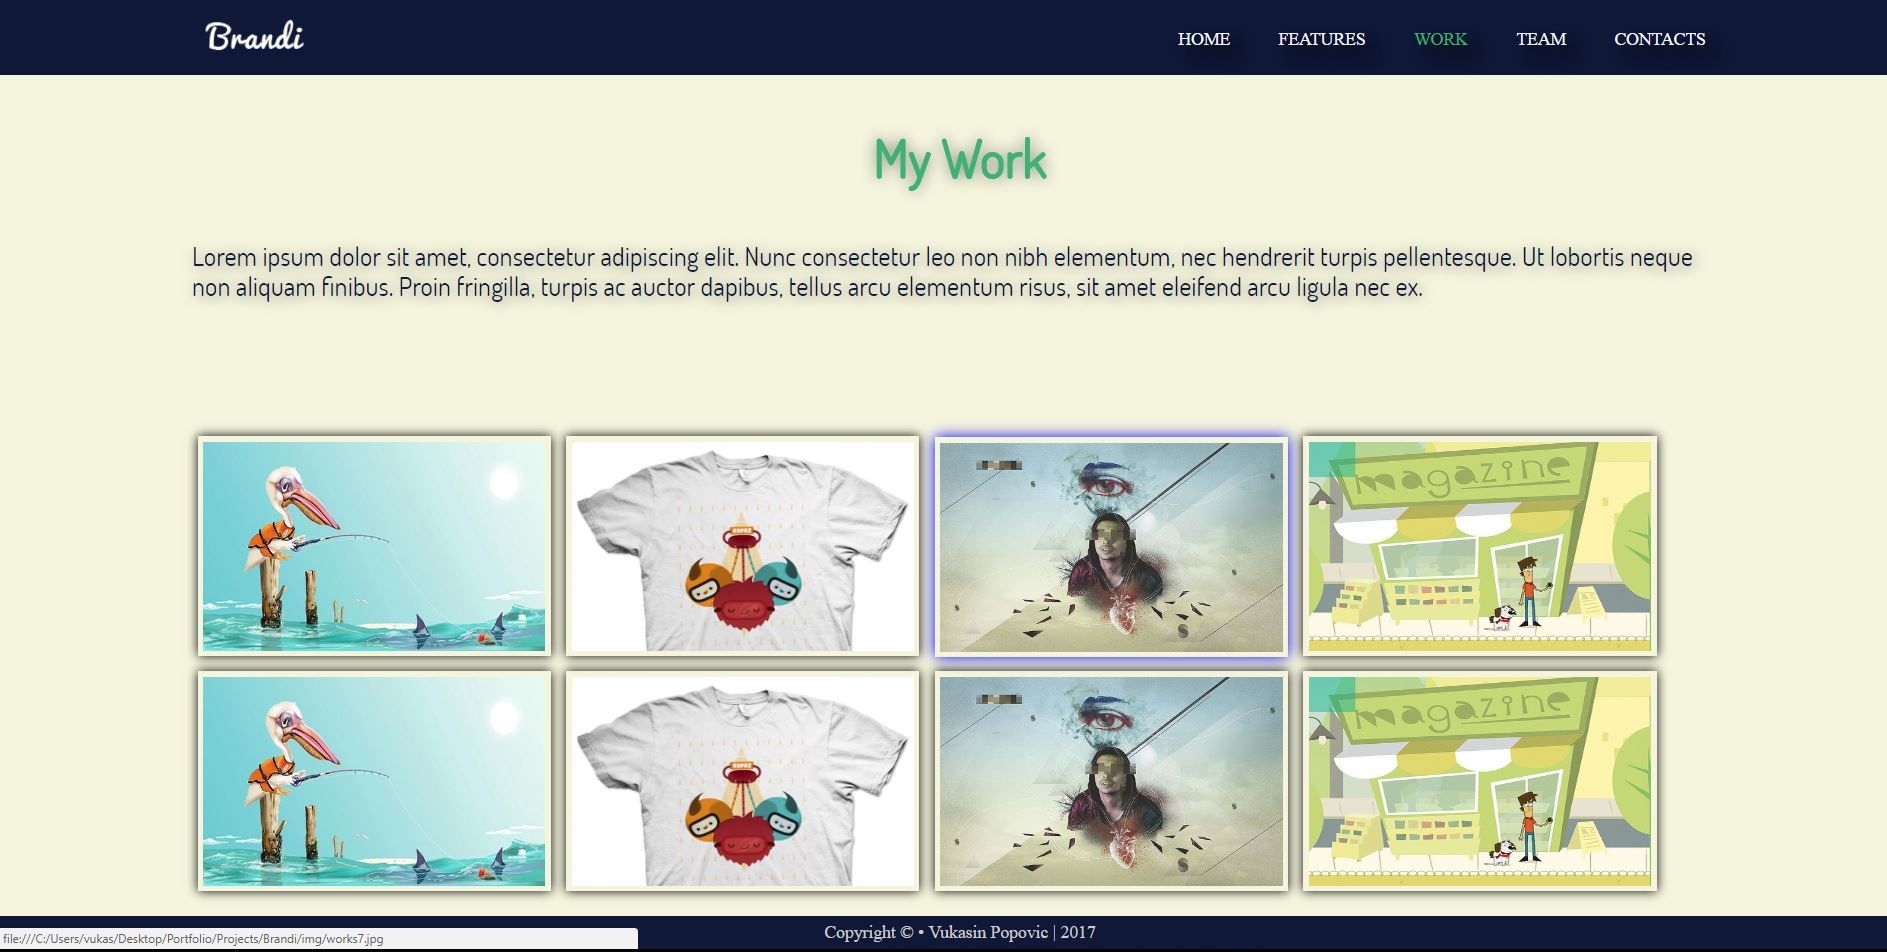 Brandi
HOME FEATURES WORK TEAM CONTACTS
My Work
Lorem ipsum dolor sit amet, consectetur adipiscing elit. Nunc consectetur leo non nibh elementum, nec hendrerit turpis pellentesque. Ut lobortis neque
non aliquam finibus. Proin fringilla, turpis ac auctor dapibus, tellus arcu elementum risus, sit amet eleifend arcu ligula nec ex.
magazine
magazine
Copyright © • Vukasin Popovic | 2017
file:///C:/Users/vukas/Desktop/Portfolio/Projects/Brandi/img/works7.jpg